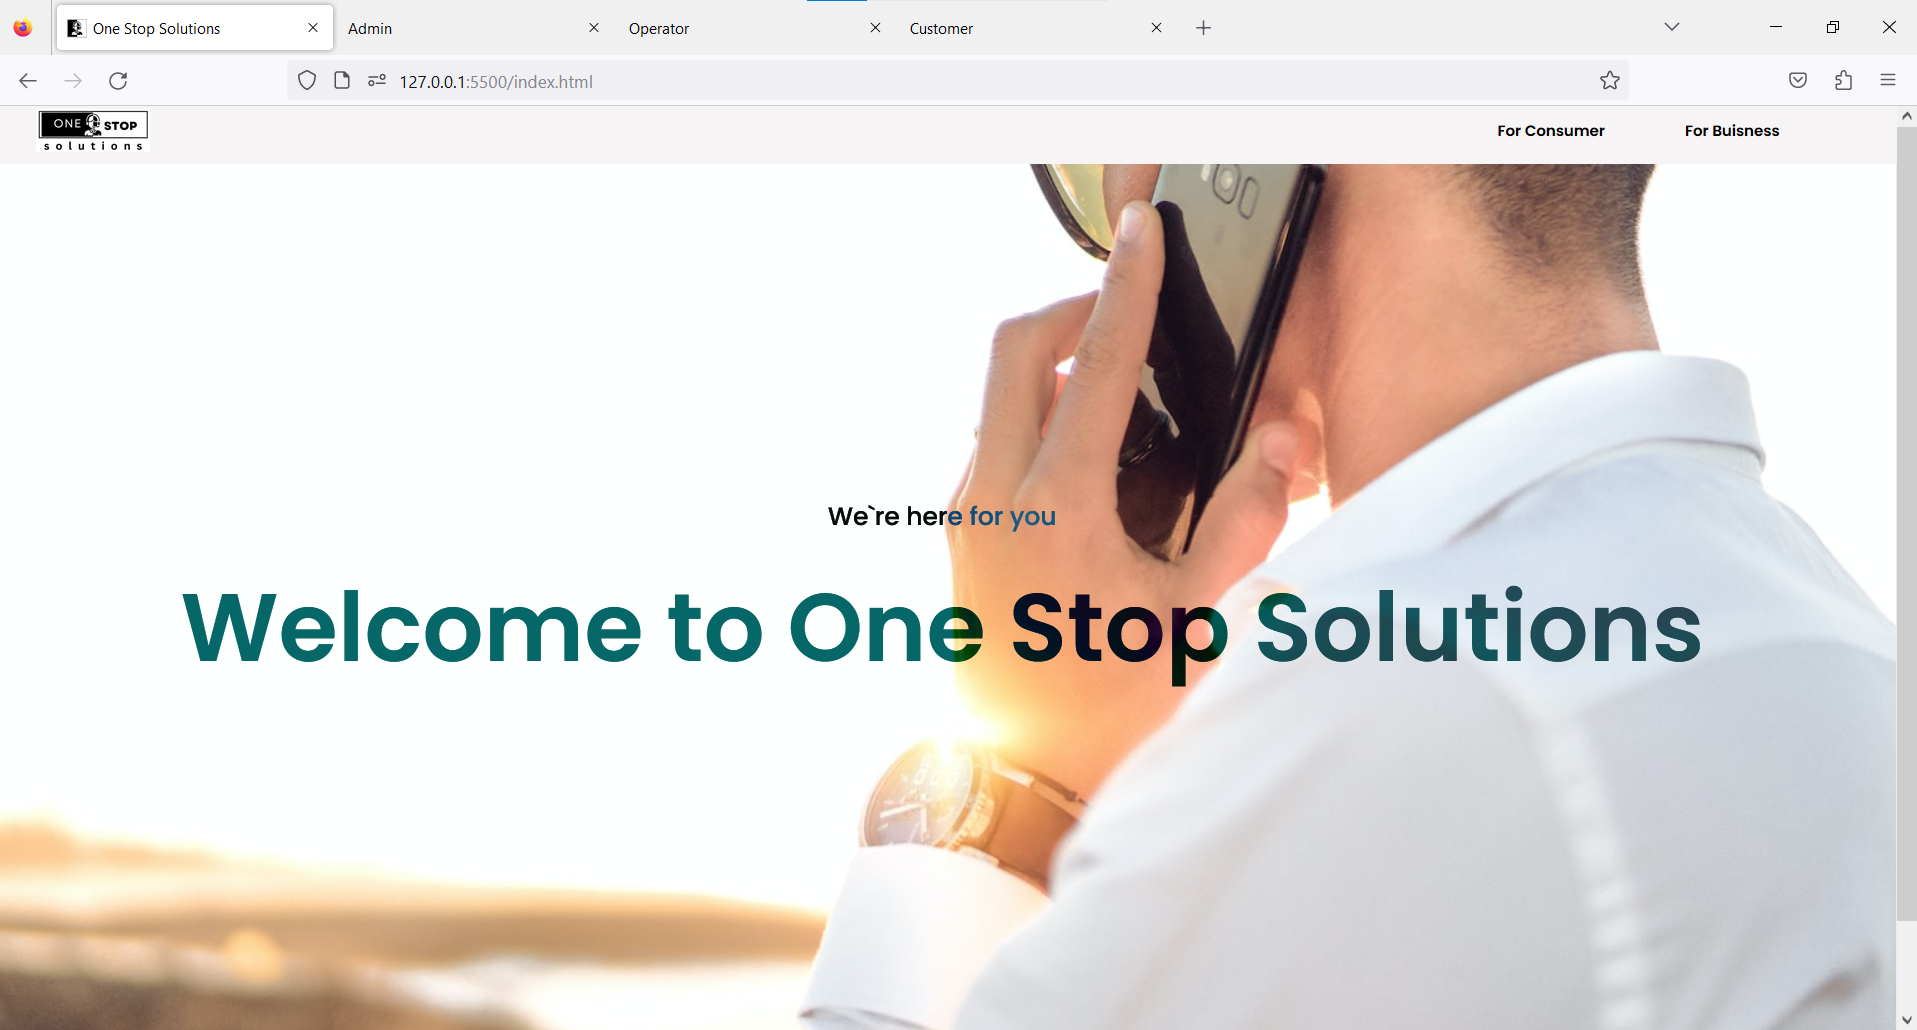 One Stop Solutions
Admin
Operator
Customer
127.0.0.1:5500/index.html
ONE STOP
solutions
For Consumer
For Buisness
We`re here for you
Welcome to One Stop Solutions